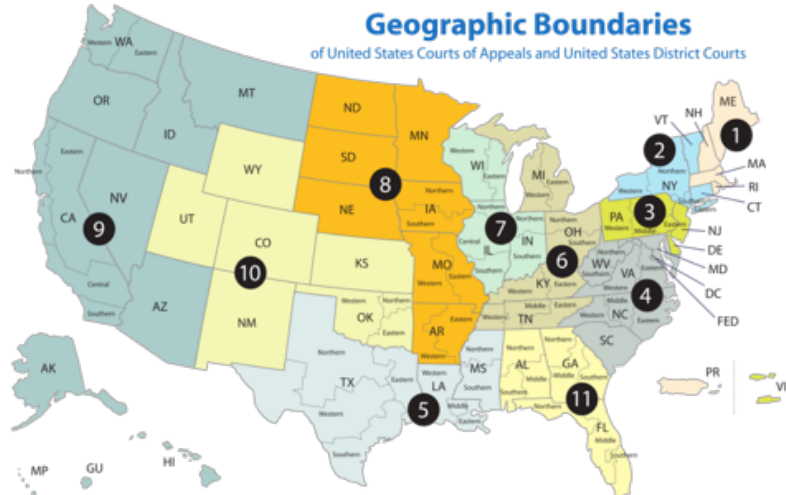 Geographic Boundaries
of United States Courts of Appeals and United States District Courts
WA
Western
Eastern
OR
MT
ID
WY
NV
UT
CO
CA
Eastern
Northern
Central
Southern
AZ
NM
9
10
ND
SD
NE
MN
8
IA
Northern
Southern
KS
MO
Western
Eastern
OK
Western
Northern
Eastern
AR
Eastern
Western
TX
Northern
Eastern
Western
Southern
LA
Western
Middle
Eastern
MS
Northern
Southern
5
WI
Western
Eastern
MI
Western
Eastern
7
IL
Northern
Central
Southern
IN
Northern
Southern
OH
Northern
Southern
6
KY
Western
Eastern
TN
Western
Middle
Eastern
AL
Northern
Middle
Southern
GA
Northern
Middle
Southern
11
FL
Northern
Middle
Southern
ME
NH
VT
1
2
MA
RI
CT
NY
Northern
Western
Southern
Eastern
PA
Western
Middle
Eastern
3
NJ
DE
MD
DC
FED
WV
Northern
Southern
VA
Eastern
Western
4
NC
Western
Middle
Eastern
SC
PR
VI
AK
HI
GU
MP